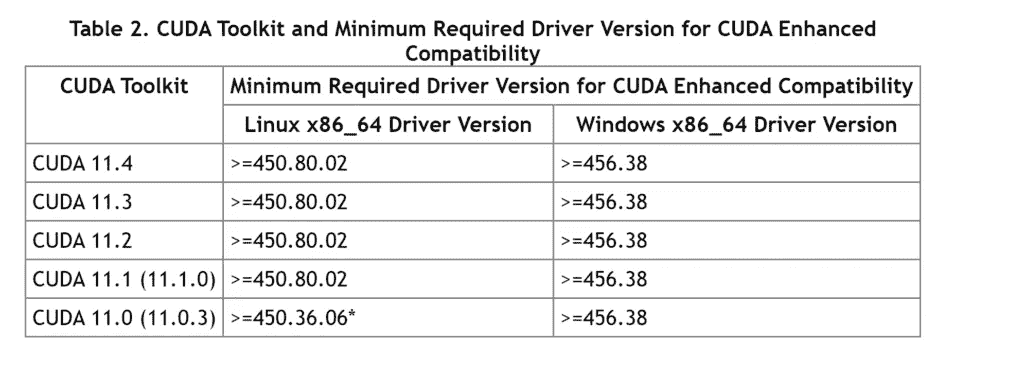 Table 2. CUDA Toolkit and Minimum Required Driver Version for CUDA Enhanced
Compatibility
CUDA Toolkit Minimum Required Driver Version for CUDA Enhanced Compatibility
Linux x86_64 Driver Version Windows x86_64 Driver Version
CUDA 11.4 >=450.80.02 >=456.38
CUDA 11.3 >=450.80.02 >=456.38
CUDA 11.2 >=450.80.02 >=456.38
CUDA 11.1 (11.1.0) >=450.80.02 >=456.38
CUDA 11.0 (11.0.3) >=450.36.06* >=456.38